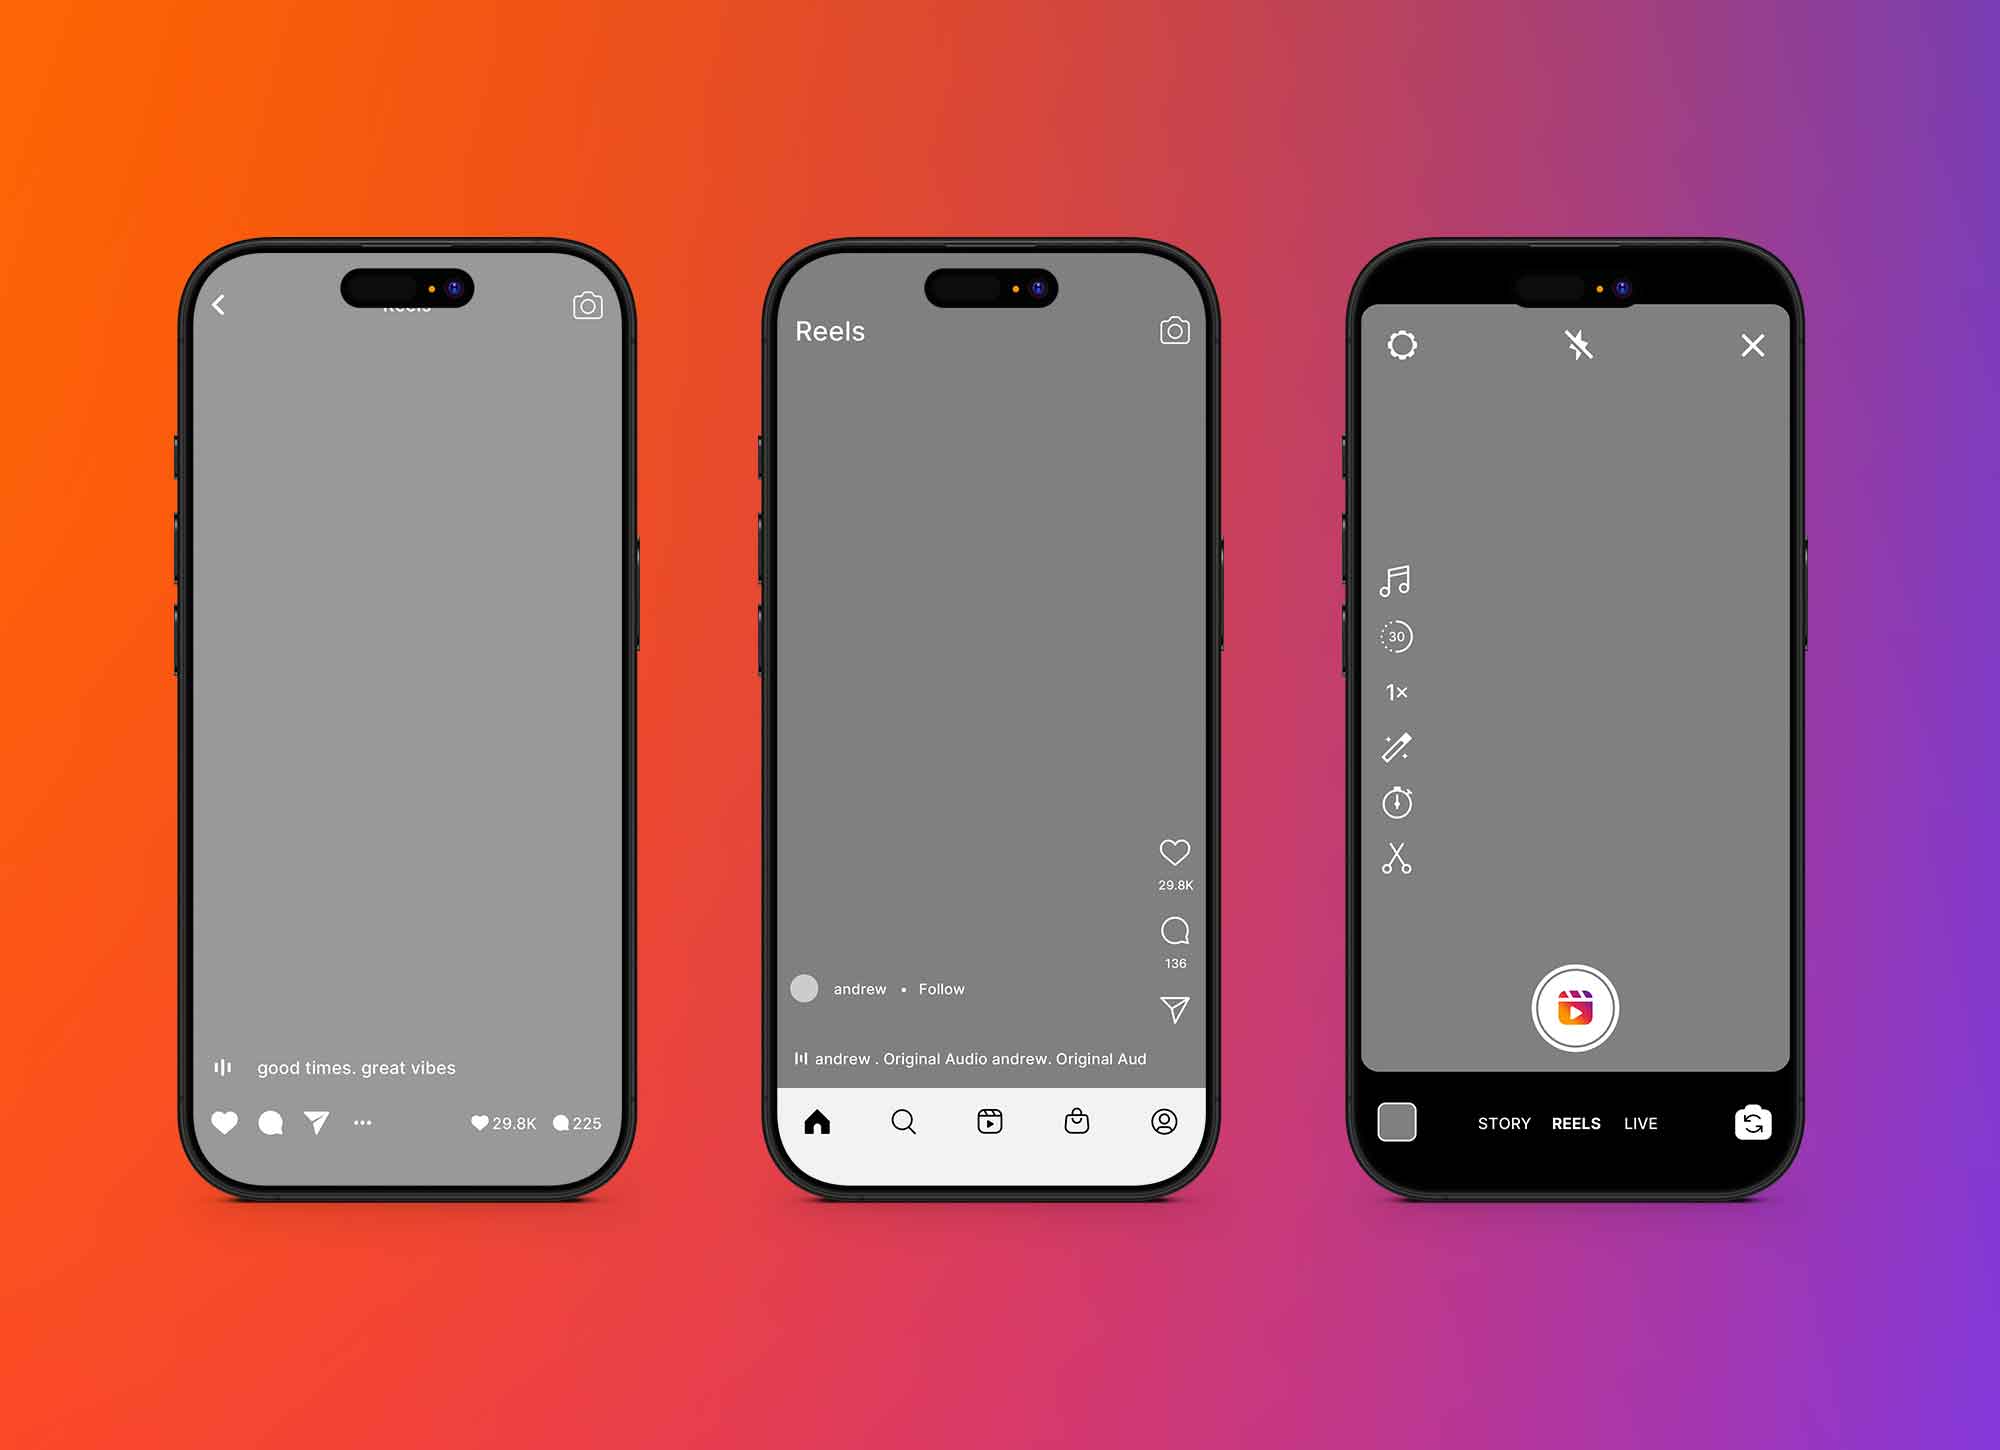 Reels
good times. great vibes
29.8K 225
Reels
29.8K
136
andrew • Follow
andrew . Original Audio andrew. Original Aud
30
1×
STORY REELS LIVE